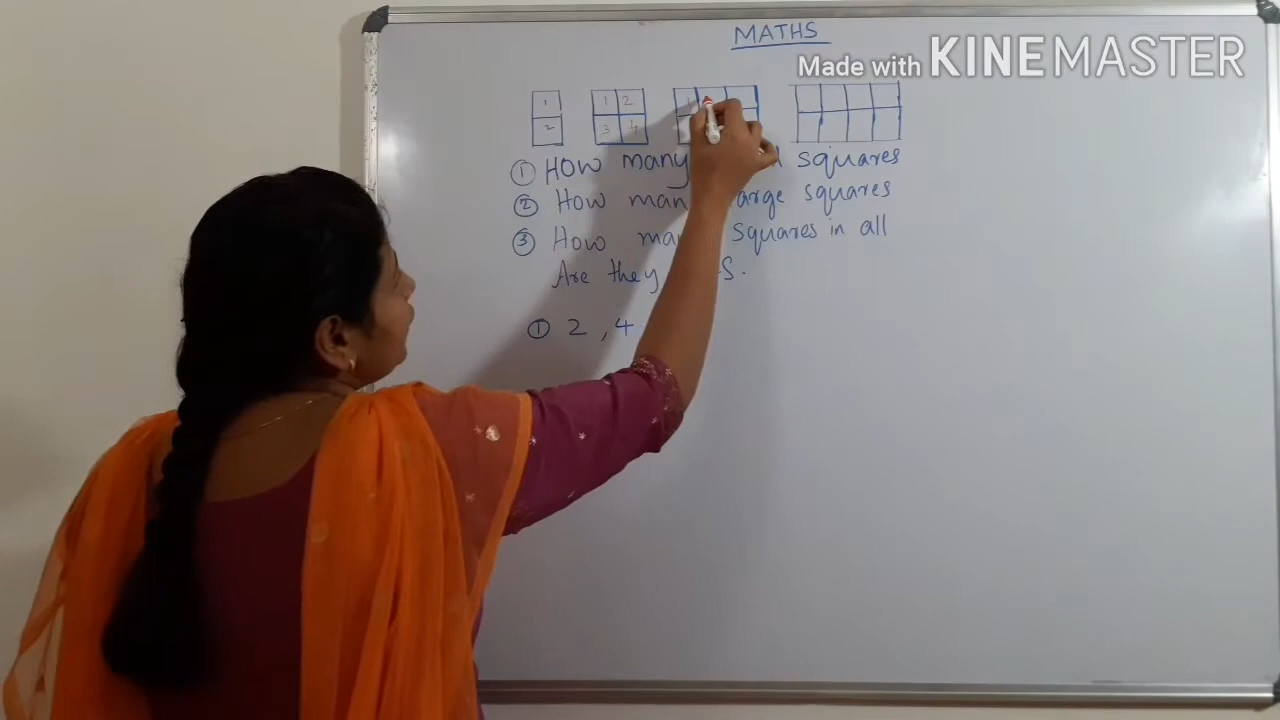 MATHS
Made with KINEMASTER
1 1 2 1
2 3 4
① How many squares
② How many large squares
③ How many squares in all
Are they
① 2 , 4